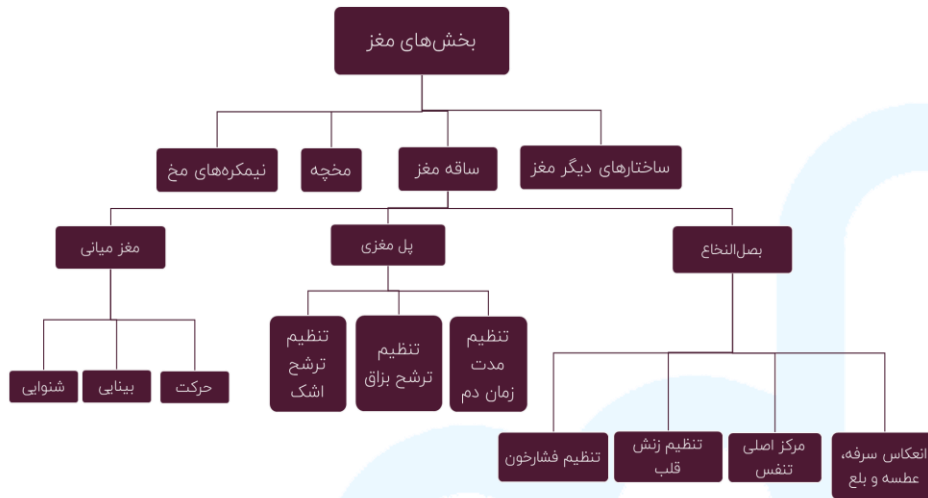 بخش‌های مغز
ساختارهای دیگر مغز
ساقه مغز
مخچه
نیمکره‌های مخ
بصل‌النخاع
پل مغزی
مغز میانی
تنظیم
مدت
زمان دم
تنظیم
ترشح بزاق
تنظیم
ترشح
اشک
حرکت
بینایی
شنوایی
انعکاس سرفه،
عطسه و بلع
مرکز اصلی
تنفس
تنظیم زنش
قلب
تنظیم فشارخون